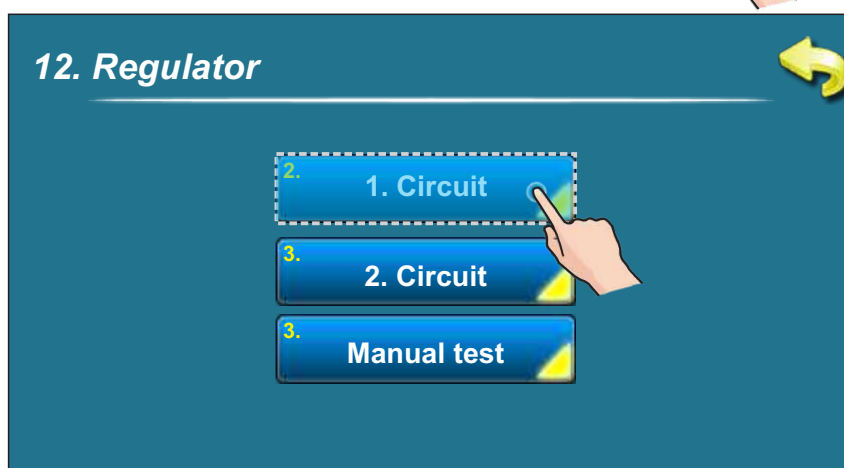 12. Regulator
2.
1. Circuit
3.
2. Circuit
3.
Manual test